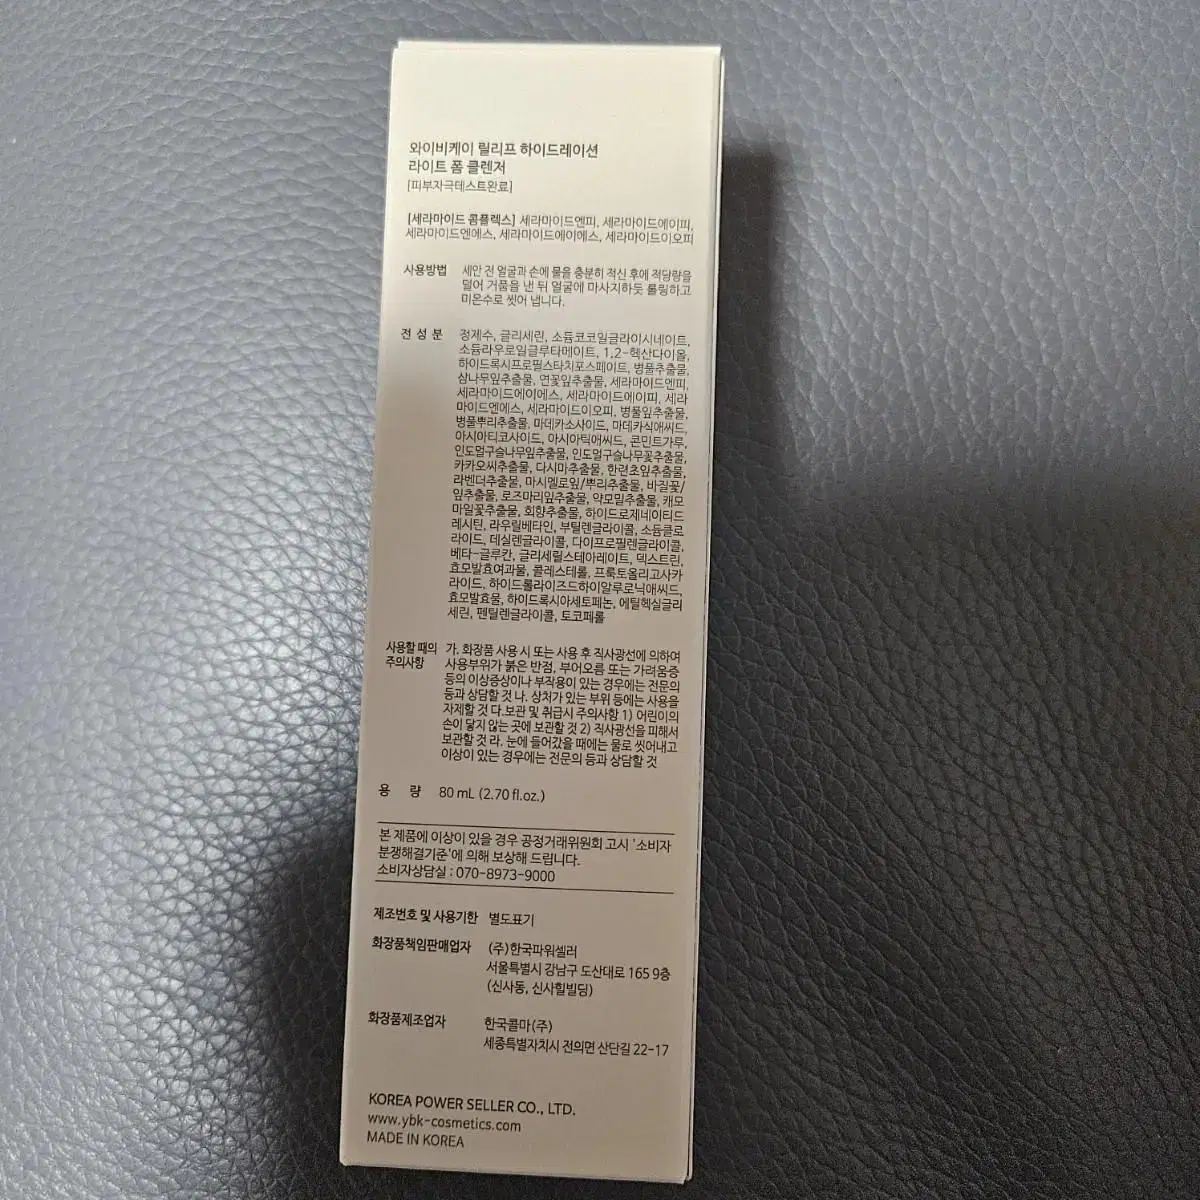 와이비케이 릴리프 하이드레이션
라이트 폼 클렌저
[피부자극테스트완료]
[세라마이드 콤플렉스] 세라마이드엔피, 세라마이드에이피,
세라마이드엔에스, 세라마이드에이에스, 세라마이드이오피
사용방법 세안 전 얼굴과 손에 물을 충분히 적신 후에 적당량을
덜어 거품을 낸 뒤 얼굴에 마사지하듯 롤링하고
미온수로 씻어 냅니다.
전 성 분 정제수, 글리세린, 소듐코코일글라이시네이트,
소듐라우로일글루타메이트, 1,2-헥산다이올,
하이드록시프로필스타치포스페이트, 병풀추출물,
삼나무잎추출물, 연꽃잎추출물, 세라마이드엔피,
세라마이드에이에스, 세라마이드에이피, 세라
마이드엔에스, 세라마이드이오피, 병풀잎추출물,
병풀뿌리추출물, 마데카소사이드, 마데카식애씨드,
아시아티코사이드, 아시아틱애씨드, 콘민트가루,
인도멀구슬나무잎추출물, 인도멀구슬나무꽃추출물,
카카오씨추출물, 다시마추출물, 한련초잎추출물,
라벤더추출물, 마시멜로잎/뿌리추출물, 바질꽃/
잎추출물, 로즈마리잎추출물, 약모밀추출물, 캐모
마일꽃추출물, 회향추출물, 하이드로제네이티드
레시틴, 라우릴베타인, 부틸렌글라이콜, 소듐클로
라이드, 데실렌글라이콜, 다이프로필렌글라이콜,
베타-글루칸, 글리세릴스테아레이트, 덱스트린,
효모발효여과물, 콜레스테롤, 프룩토올리고사카
라이드, 하이드롤라이즈드하이알루로닉애씨드,
효모발효물, 하이드록시아세토페논, 에틸헥실글리
세린, 펜틸렌글라이콜, 토코페롤
사용할 때의 가. 화장품 사용 시 또는 사용 후 직사광선에 의하여
주의사항 사용부위가 붉은 반점, 부어오름 또는 가려움증
등의 이상증상이나 부작용이 있는 경우에는 전문의
등과 상담할 것 나. 상처가 있는 부위 등에는 사용을
자제할 것 다.보관 및 취급시 주의사항 1) 어린이의
손이 닿지 않는 곳에 보관할 것 2) 직사광선을 피해서
보관할 것 라. 눈에 들어갔을 때에는 물로 씻어내고
이상이 있는 경우에는 전문의 등과 상담할 것
용 량 80 mL (2.70 fl.oz.)
본 제품에 이상이 있을 경우 공정거래위원회 고시 '소비자
분쟁해결기준'에 의해 보상해 드립니다.
소비자상담실 : 070-8973-9000
제조번호 및 사용기한 별도표기
화장품책임판매업자 (주)한국파워셀러
서울특별시 강남구 도산대로 165 9층
(신사동, 신사힐빌딩)
화장품제조업자 한국콜마(주)
세종특별자치시 전의면 산단길 22-17
KOREA POWER SELLER CO., LTD.
www.ybk-cosmetics.com
MADE IN KOREA